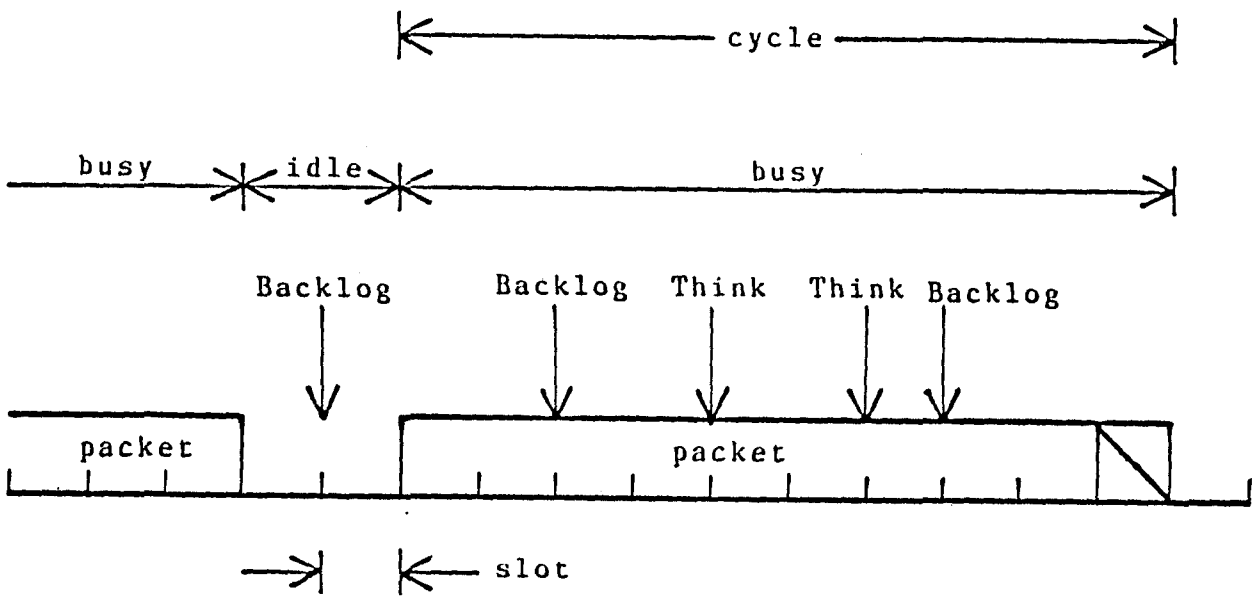 cycle
busy idle busy
Backlog Backlog Think Think Backlog
packet packet
slot